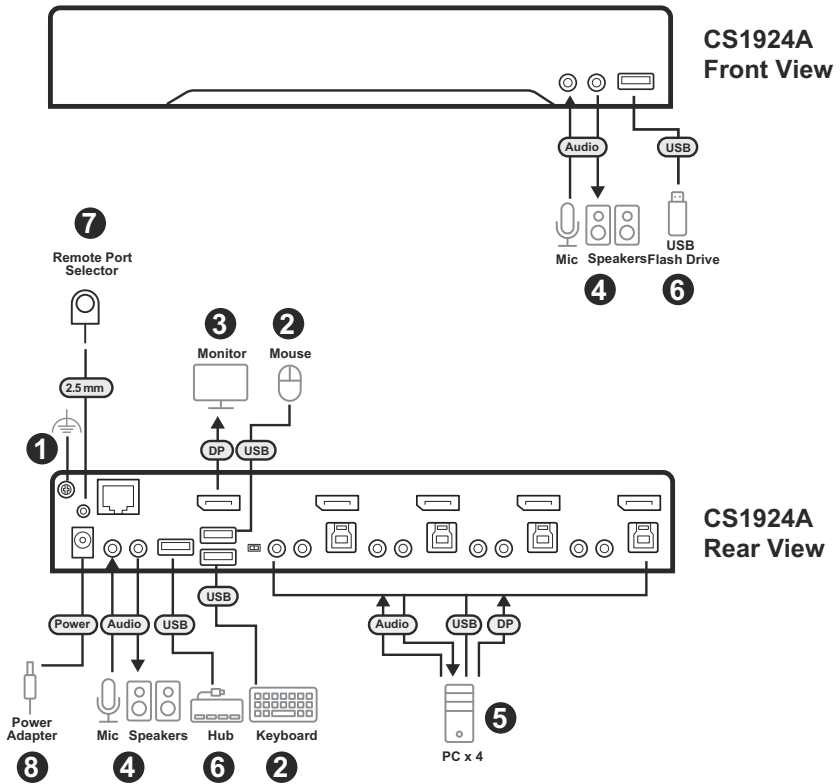 CS1924A
Front View
Audio
USB
Mic
Speakers
USB
Flash Drive
4
6
7
Remote Port
Selector
3
2
Monitor
Mouse
2.5 mm
1
DP
USB
CS1924A
Rear View
USB
Power
Audio
USB
Audio
USB
DP
5
Power
Adapter
Mic
Speakers
Hub
Keyboard
PC x 4
8
4
6
2